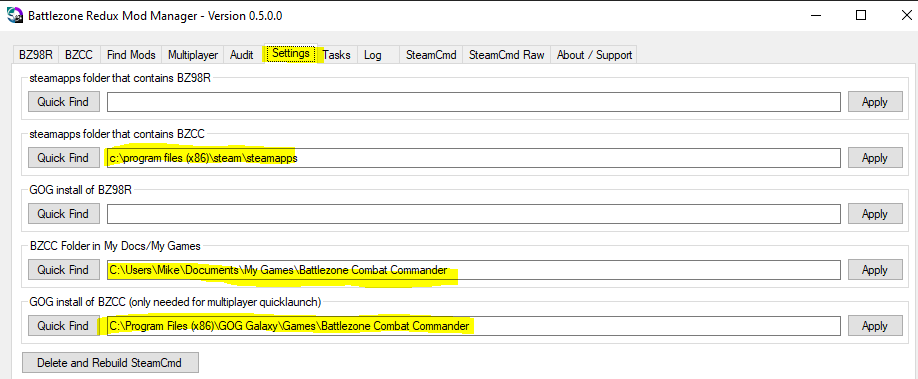 Battlezone Redux Mod Manager - Version 0.5.0.0
BZ98R BZCC Find Mods Multiplayer Audit Settings Tasks Log SteamCmd SteamCmd Raw About / Support
steamapps folder that contains BZ98R
Quick Find Apply
steamapps folder that contains BZCC
Quick Find c:\program files (x86)\steam\steamapps Apply
GOG install of BZ98R
Quick Find Apply
BZCC Folder in My Docs/My Games
Quick Find C:\Users\Mike\Documents\My Games\Battlezone Combat Commander Apply
GOG install of BZCC (only needed for multiplayer quicklaunch)
Quick Find C:\Program Files (x86)\GOG Galaxy\Games\Battlezone Combat Commander Apply
Delete and Rebuild SteamCmd